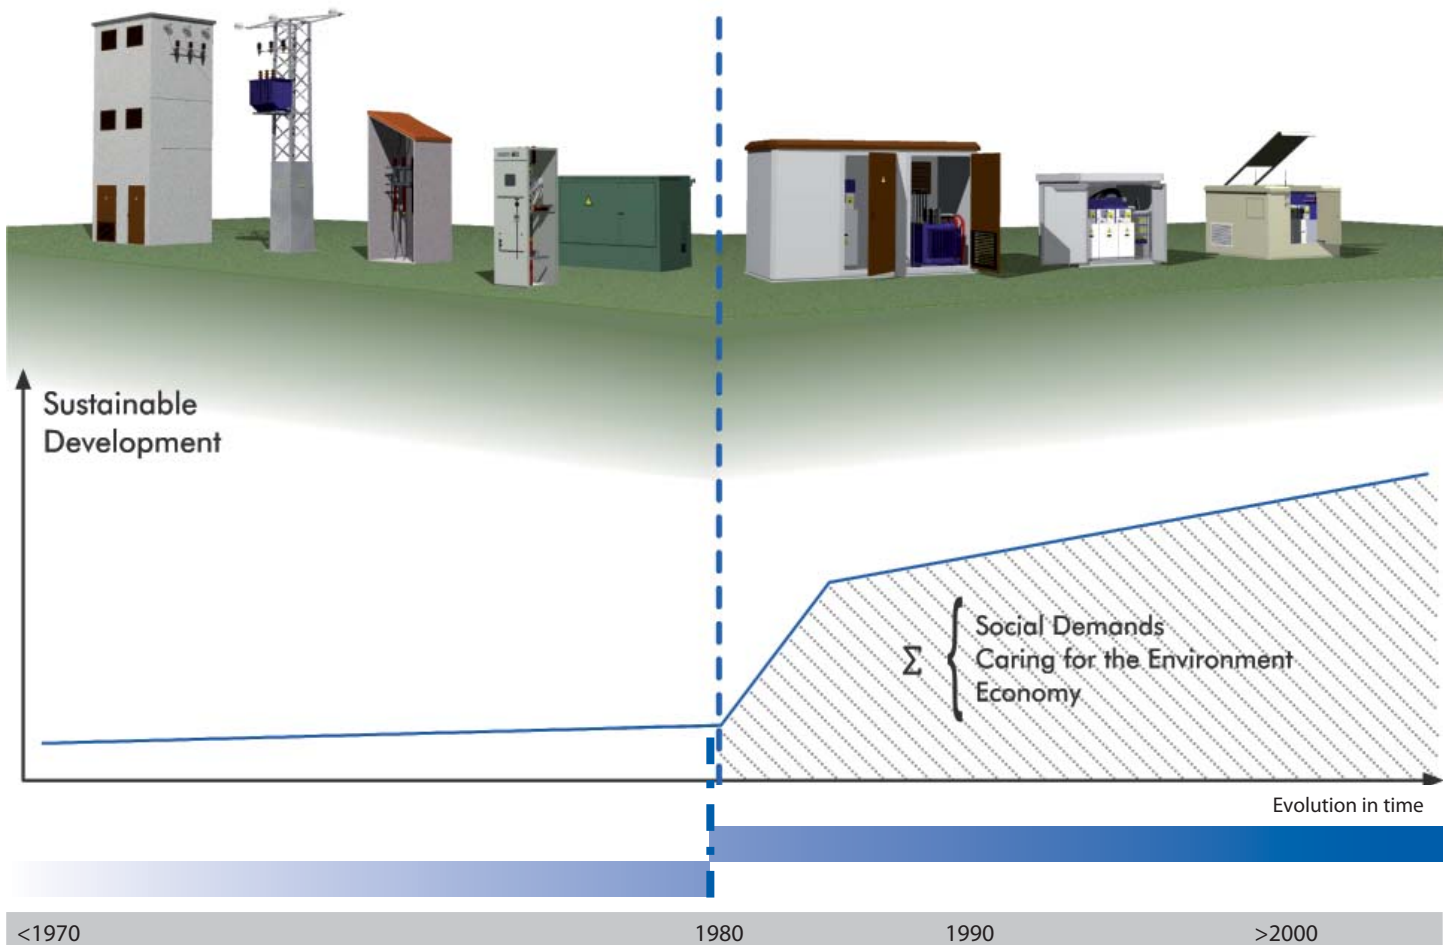 Sustainable
Development
Σ
Social Demands
Caring for the Environment
Economy
Evolution in time
<1970
1980
1990
>2000